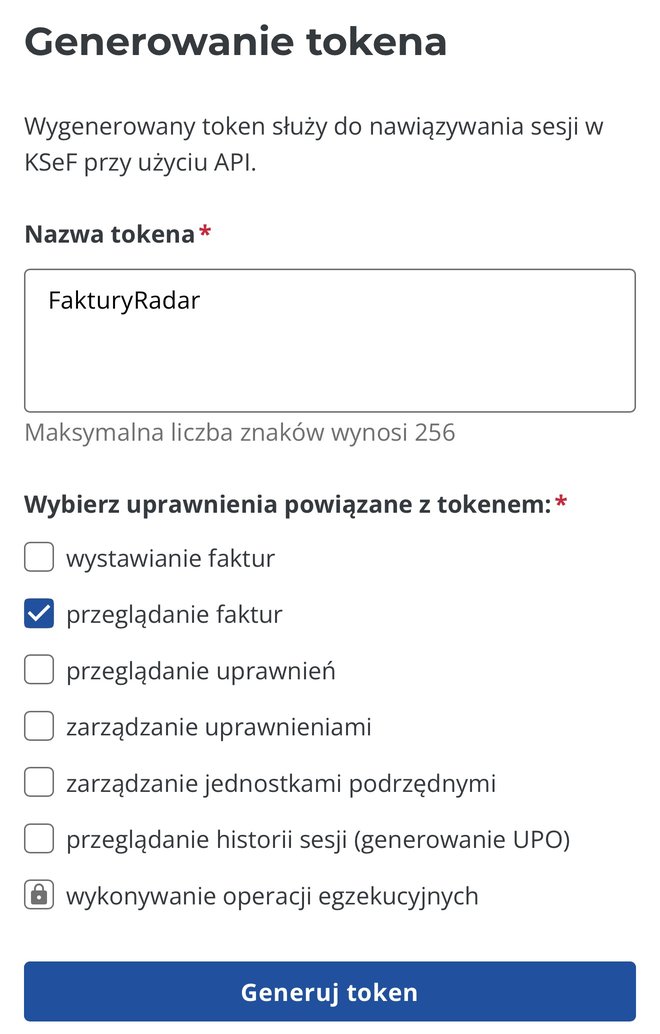 Generowanie tokena
Wygenerowany token służy do nawiązywania sesji w
KSeF przy użyciu API.
Nazwa tokena*
FakturyRadar
Maksymalna liczba znaków wynosi 256
Wybierz uprawnienia powiązane z tokenem:*
wystawianie faktur
przeglądanie faktur
przeglądanie uprawnień
zarządzanie uprawnieniami
zarządzanie jednostkami podrzędnymi
przeglądanie historii sesji (generowanie UPO)
wykonywanie operacji egzekucyjnych
Generuj token